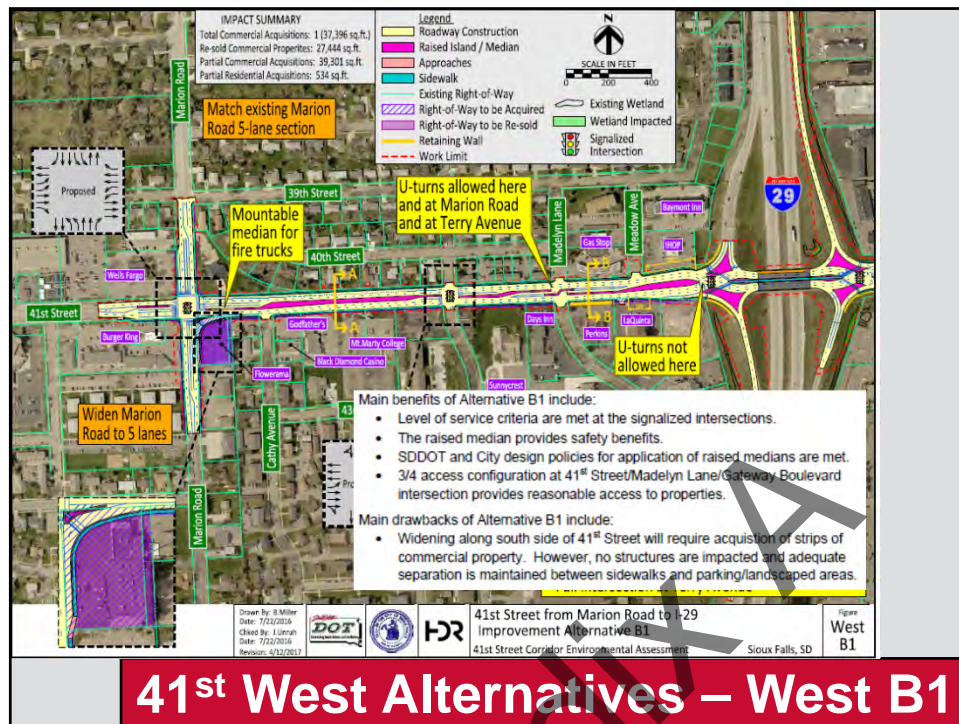 IMPACT SUMMARY
Total Commercial Acquisitions: 1 (37,396 sq.ft.)
Re-sold Commercial Properites: 27,444 sq.ft.
Partial Commercial Acquisitions: 39,301 sq.ft.
Partial Residential Acquisitions: 534 sq.ft.
Legend
Roadway Construction
Raised Island / Median
Approaches
Sidewalk
Existing Right-of-Way
Right-of-Way to be Acquired
Right-of-Way to be Re-sold
Retaining Wall
Work Limit
N
SCALE IN FEET
0 200 400
Existing Wetland
Wetland Impacted
Signalized
Intersection
Marion Road
Match existing Marion
Road 5-lane section
Proposed
39th Street
U-turns allowed here
and at Marion Road
and at Terry Avenue
Madelyn Lane
Meadow Ave
Baymont Inn
29
Mountable
median for
fire trucks
40th Street
Gas Stop
IHOP
Wells Fargo
A
A
B
B
41st Street
Burger King
Godfather's
Mt.Marty College
Days Inn
Perkins
LaQuinta
Black Diamond Casino
Flowerama
Sunnycrest
U-turns not
allowed here
Widen Marion
Road to 5 lanes
Cathy Avenue
43
Marion Road
Main benefits of Alternative B1 include:
• Level of service criteria are met at the signalized intersections.
• The raised median provides safety benefits.
• SDDOT and City design policies for application of raised medians are met.
• 3/4 access configuration at 41st Street/Madelyn Lane/Gateway Boulevard
intersection provides reasonable access to properties.
Main drawbacks of Alternative B1 include:
• Widening along south side of 41st Street will require acquistion of strips of
commercial property. However, no structures are impacted and adequate
separation is maintained between sidewalks and parking/landscaped areas.
Drawn By: B.Miller
Date: 7/22/2016
Chked By: J.Unruh
Date: 7/22/2016
Revision: 4/12/2017
DOT
HDR
41st Street from Marion Road to I-29
Improvement Alternative B1
41st Street Corridor Environmental Assessment
Sioux Falls, SD
Figure
West
B1
41st West Alternatives – West B1